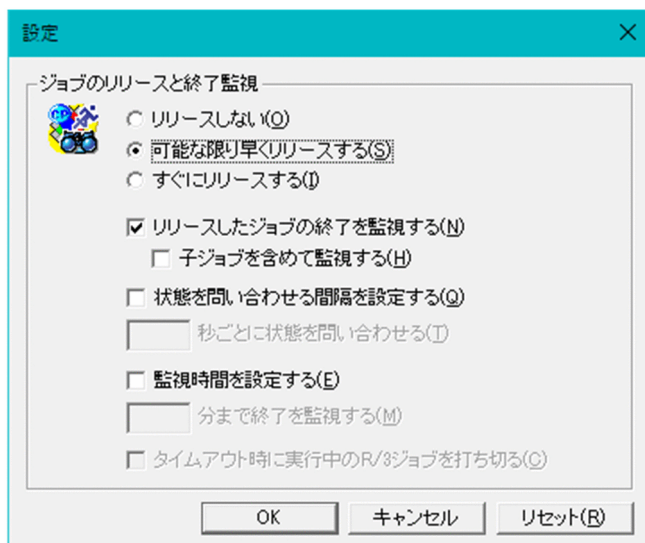 設定
ジョブのリリースと終了監視
CP
リリースしない(O)
可能な限り早くリリースする(S)
すぐにリリースする(I)
リリースしたジョブの終了を監視する(N)
子ジョブを含めて監視する(H)
状態を問い合わせる間隔を設定する(Q)
秒ごとに状態を問い合わせる(T)
監視時間を設定する(E)
分まで終了を監視する(M)
タイムアウト時に実行中のR/3ジョブを打ち切る(C)
OK キャンセル リセット(R)